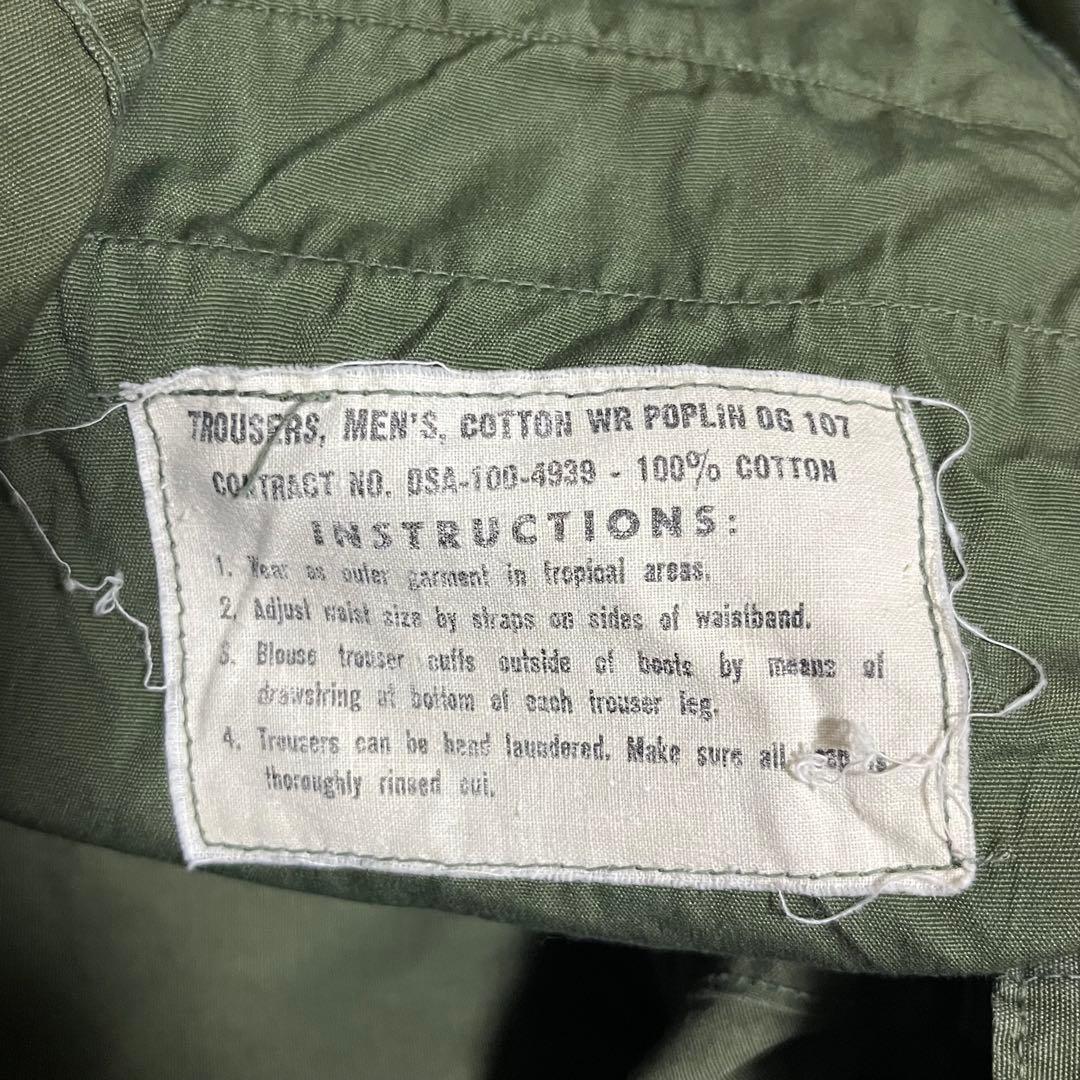 TROUSERS, MEN'S, COTTON WR POPLIN OG 107
CONTRACT NO. DSA-100-4939 - 100% COTTON
INSTRUCTIONS:
1. Wear as outer garment in tropical areas.
2. Adjust waist size by straps on sides of waistband.
3. Blouse trouser cuffs outside of boots by means of
drawstring at bottom of each trouser leg.
4. Trousers can be hand laundered. Make sure all soap is
thoroughly rinsed out.